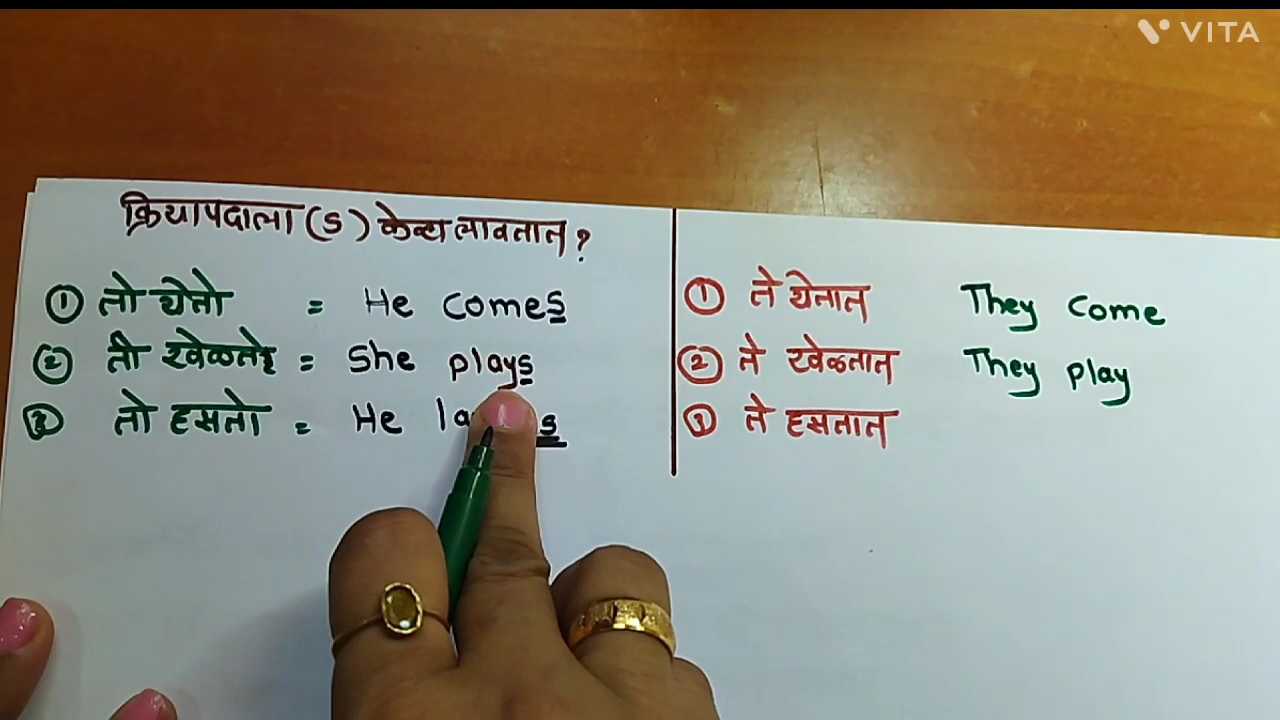 VITA
क्रियापदाला (s) केव्हा लावतात?
① तो येतो = He comes
② ती खेळते = She plays
③ तो हसतो = He s
① ते येतात They come
② ते खेळतात They play
③ ते हसतात